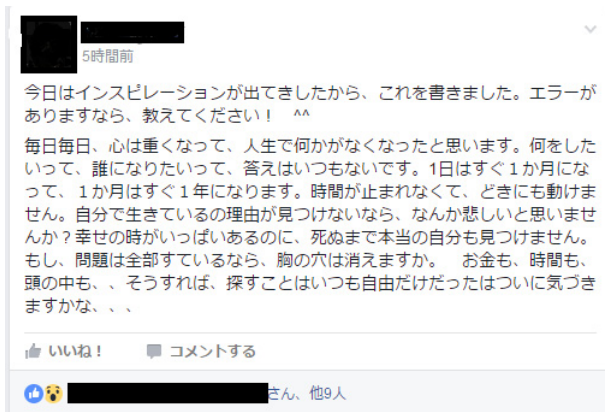 5時間前
今日はインスピレーションが出てきしたから、これを書きました。エラーが
ありますなら、教えてください！ ^^
毎日毎日、心は重くなって、人生で何かがなくなったと思います。何をした
いって、誰になりたいって、答えはいつもないです。1日はすぐ１か月にな
って、１か月はすぐ１年になります。時間が止まれなくて、どきにも動けま
せん。自分で生きているの理由が見つけないなら、なんか悲しいと思いませ
んか？幸せの時がいっぱいあるのに、死ぬまで本当の自分も見つけません。
もし、問題は全部すているなら、胸の穴は消えますか。 お金も、時間も、
頭の中も、、そうすれば、探すことはいつも自由だけだったはついに気づき
ますかな、、、
いいね！ コメントする
さん、他9人